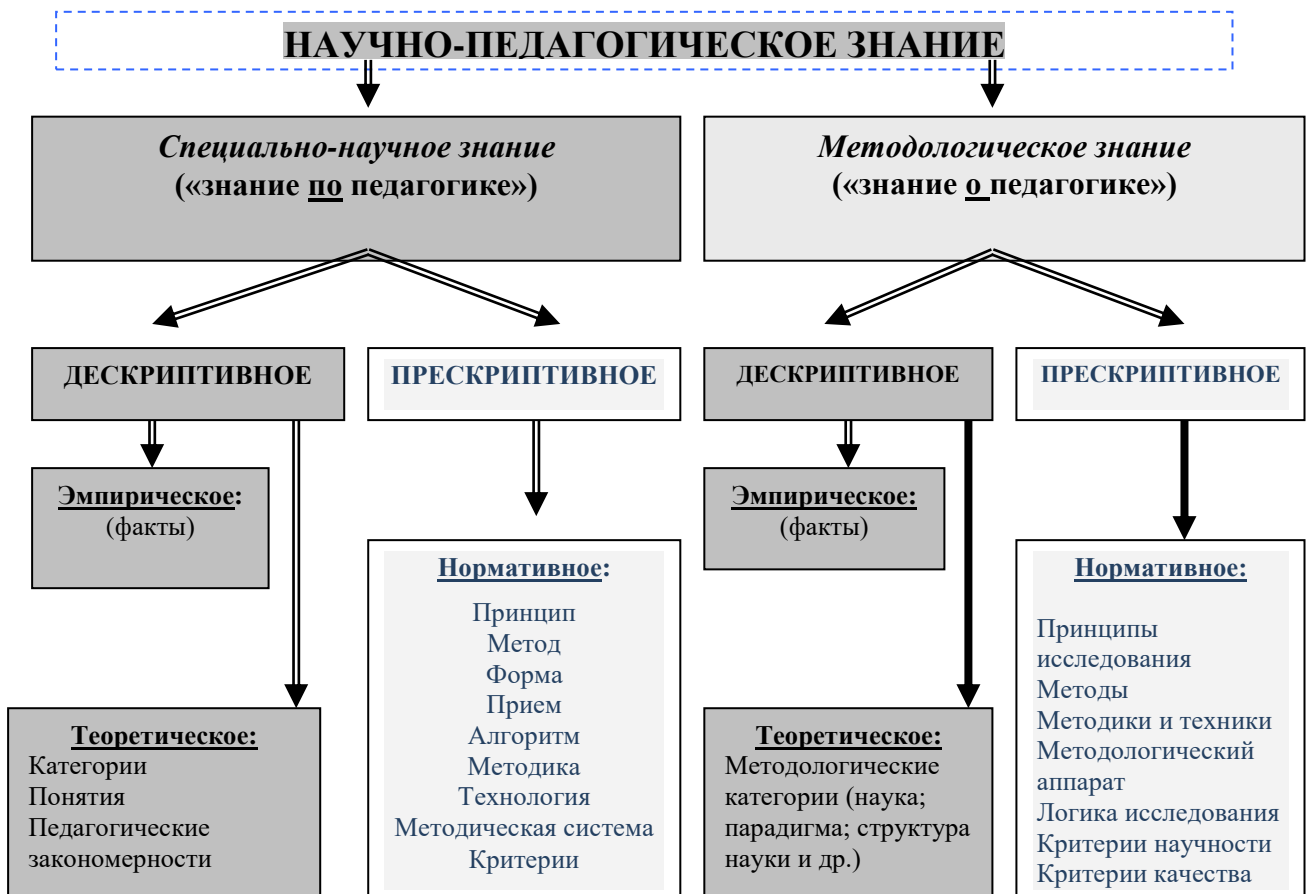 НАУЧНО-ПЕДАГОГИЧЕСКОЕ ЗНАНИЕ
Специально-научное знание
(«знание по педагогике»)
Методологическое знание
(«знание о педагогике»)
ДЕСКРИПТИВНОЕ
ПРЕСКРИПТИВНОЕ
ДЕСКРИПТИВНОЕ
ПРЕСКРИПТИВНОЕ
Эмпирическое:
(факты)
Нормативное:
Принцип
Метод
Форма
Прием
Алгоритм
Методика
Технология
Методическая система
Критерии
Теоретическое:
Категории
Понятия
Педагогические
закономерности
Эмпирическое:
(факты)
Нормативное:
Принципы
исследования
Методы
Методики и техники
Методологический
аппарат
Логика исследования
Критерии научности
Критерии качества
Теоретическое:
Методологические
категории (наука;
парадигма; структура
науки и др.)